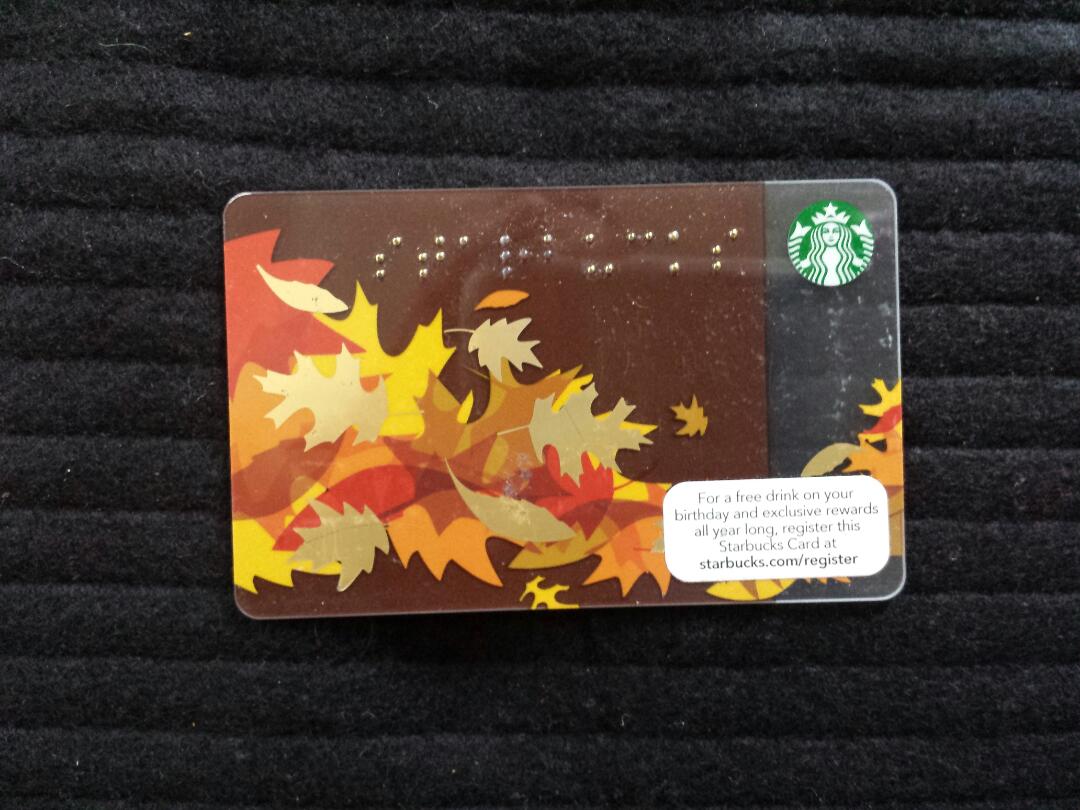 For a free drink on your
birthday and exclusive rewards
all year long, register this
Starbucks Card at
starbucks.com/register